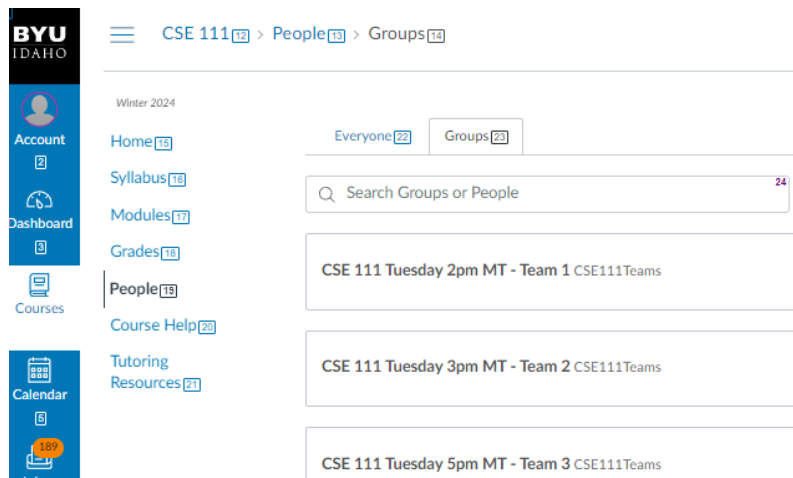 BYU
IDAHO
CSE 111 12 > People 13 > Groups 14
Account
2
Dashboard
3
Courses
Calendar
5
189
Winter 2024
Home 15
Syllabus 16
Modules 17
Grades 18
People 19
Course Help 20
Tutoring
Resources 21
Everyone 22 Groups 23
Search Groups or People 24
CSE 111 Tuesday 2pm MT - Team 1 CSE111Teams
CSE 111 Tuesday 3pm MT - Team 2 CSE111Teams
CSE 111 Tuesday 5pm MT - Team 3 CSE111Teams